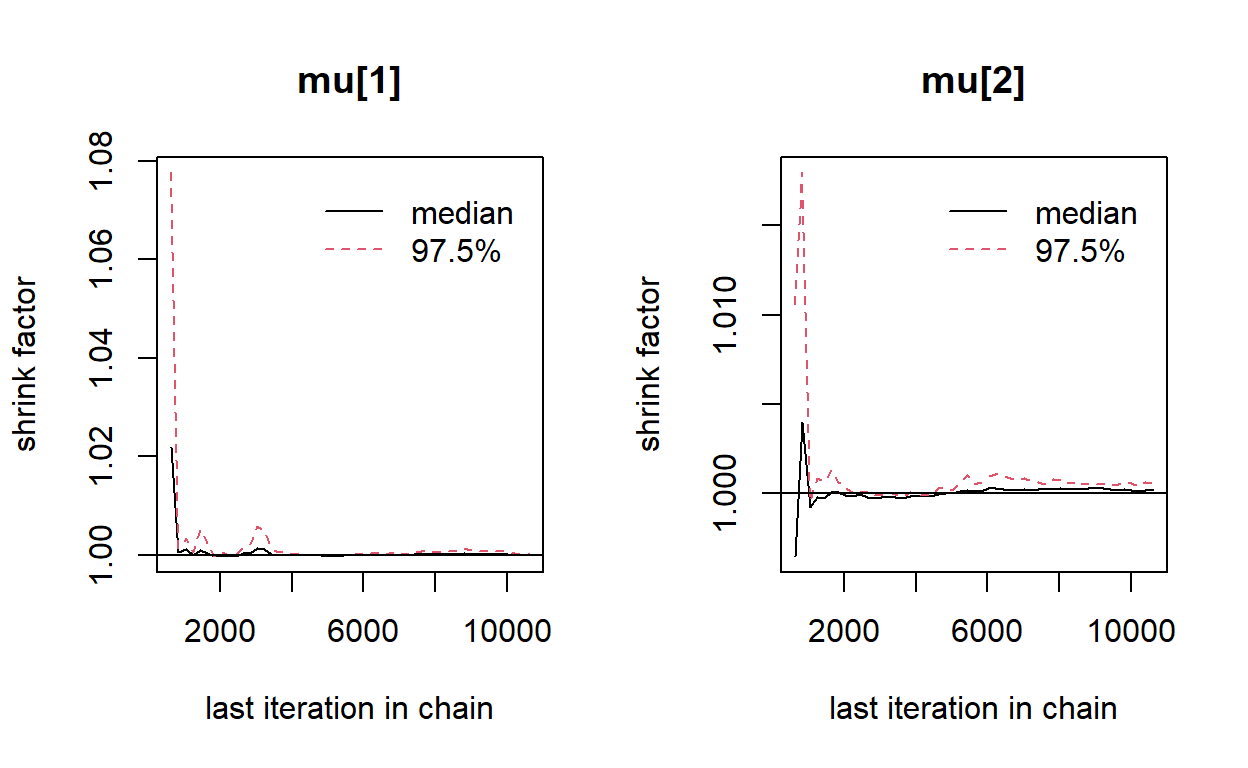 mu[1]
shrink factor
1.08
1.06
1.04
1.02
1.00
median
97.5%
2000
6000
10000
last iteration in chain
mu[2]
shrink factor
1.010
1.000
median
97.5%
2000
6000
10000
last iteration in chain